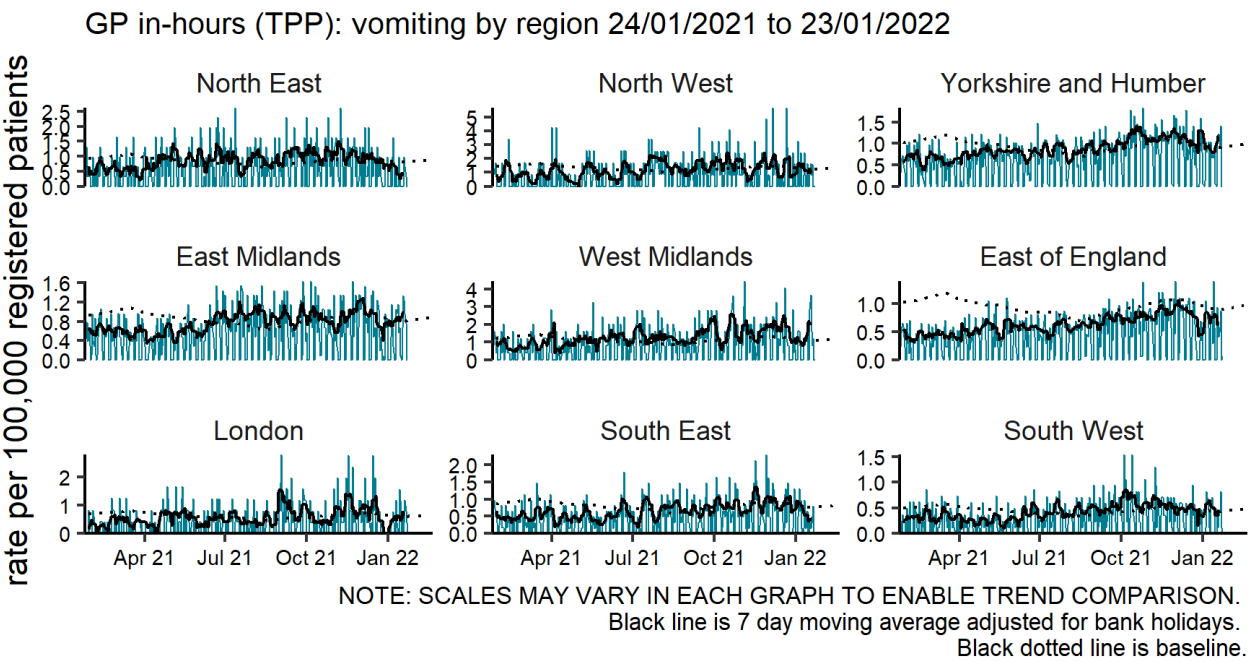 GP in-hours (TPP): vomiting by region 24/01/2021 to 23/01/2022
rate per 100,000 registered patients
North East
North West
Yorkshire and Humber
2.5
2.0
1.5
1.0
0.5
0.0
5
4
3
2
1
0
1.5
1.0
0.5
0.0
East Midlands
West Midlands
East of England
1.6
1.2
0.8
0.4
0.0
4
3
2
1
0
1.0
0.5
0.0
London
South East
South West
2
1
0
2.0
1.5
1.0
0.5
0.0
1.5
1.0
0.5
0.0
Apr 21 Jul 21 Oct 21 Jan 22
Apr 21 Jul 21 Oct 21 Jan 22
Apr 21 Jul 21 Oct 21 Jan 22
NOTE: SCALES MAY VARY IN EACH GRAPH TO ENABLE TREND COMPARISON.
Black line is 7 day moving average adjusted for bank holidays.
Black dotted line is baseline.